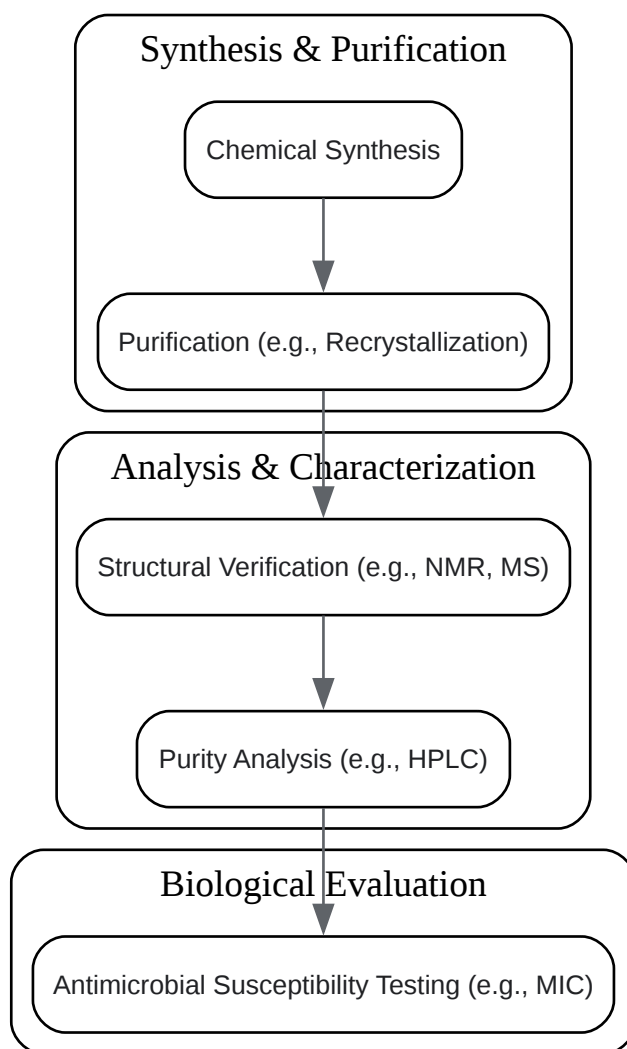 Synthesis & Purification
Chemical Synthesis
Purification (e.g., Recrystallization)
Analysis & Characterization
Structural Verification (e.g., NMR, MS)
Purity Analysis (e.g., HPLC)
Biological Evaluation
Antimicrobial Susceptibility Testing (e.g., MIC)